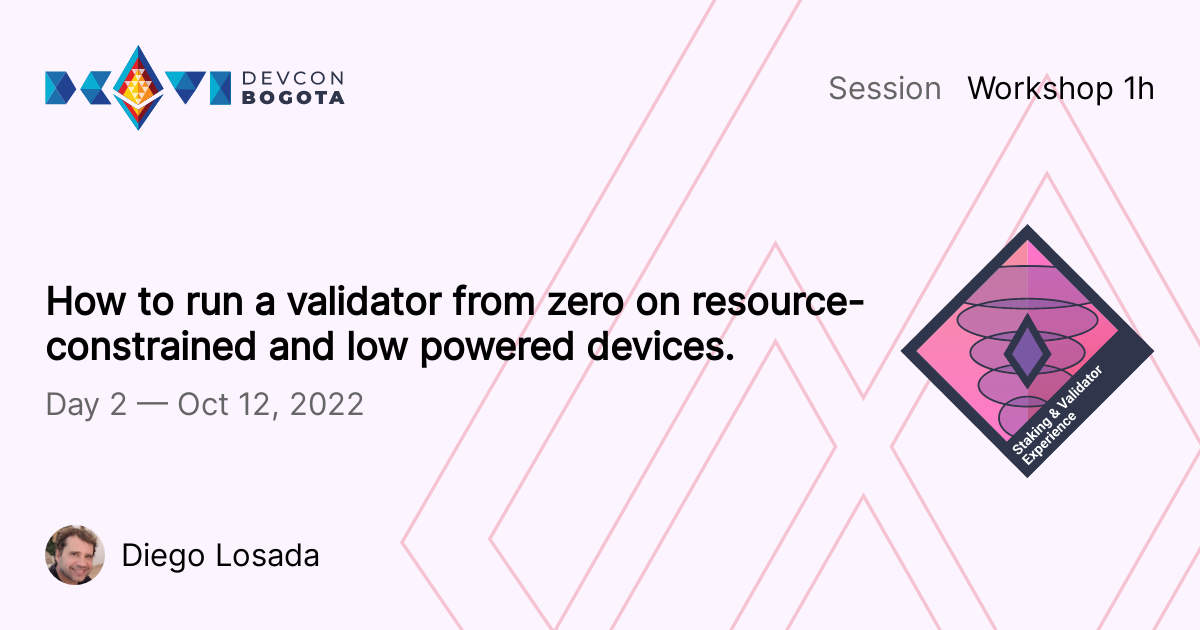 DEVCON
BOGOTA
Session Workshop 1h
How to run a validator from zero on resource-
constrained and low powered devices.
Day 2 — Oct 12, 2022
Staking & Validator
Experience
Diego Losada